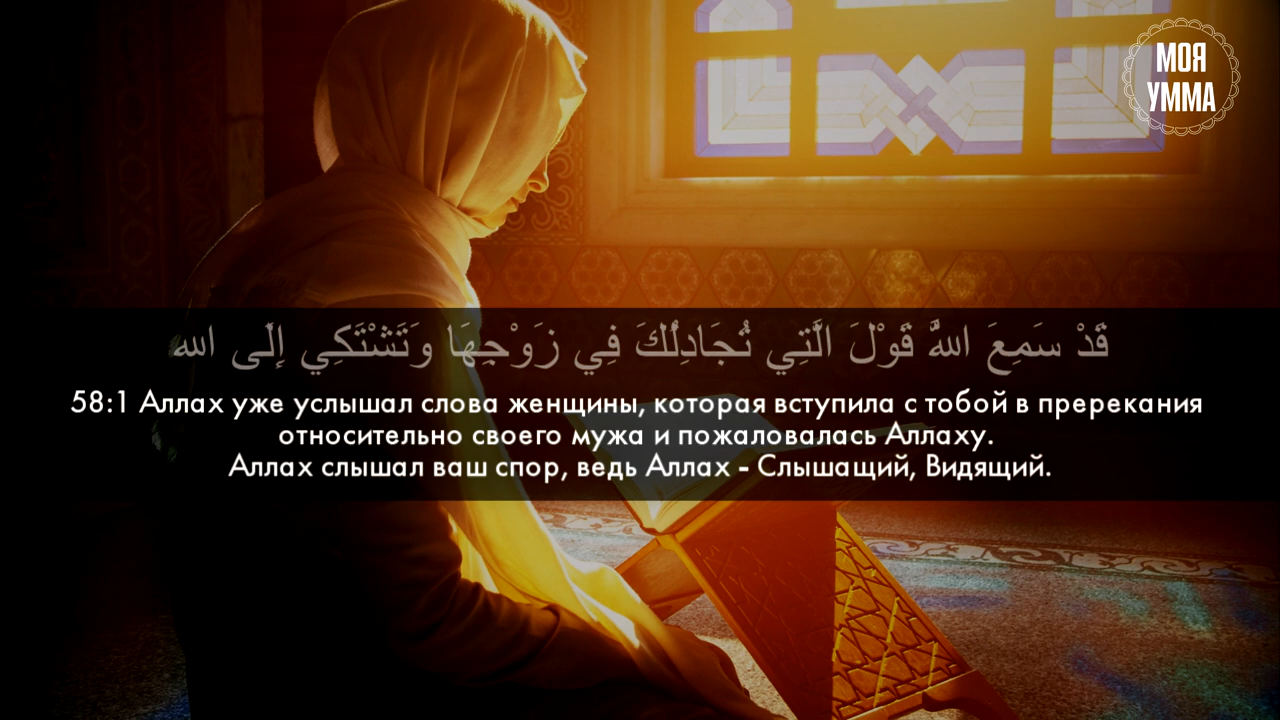 МОЯ
УММА
قَدْ سَمِعَ اللَّهُ قَوْلَ الَّتِي تُجَادِلُكَ فِي زَوْجِهَا وَتَشْتَكِي إِلَى الله
58:1 Аллах уже услышал слова женщины, которая вступила с тобой в пререкания
относительно своего мужа и пожаловалась Аллаху.
Аллах слышал ваш спор, ведь Аллах - Слышащий, Видящий.